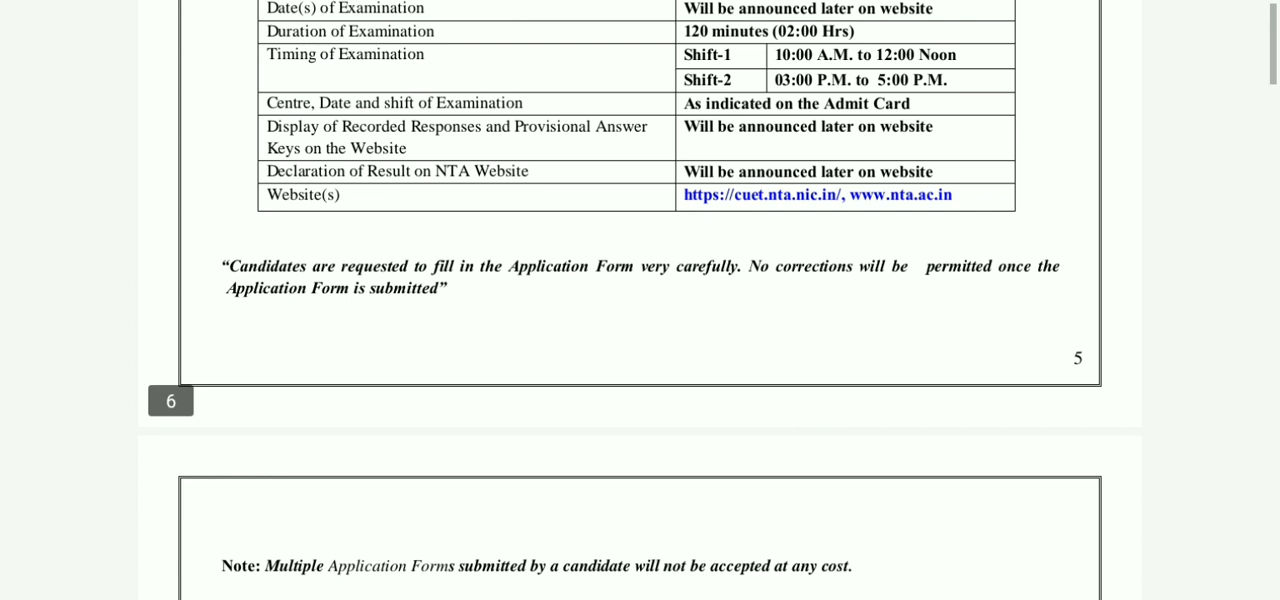 Date(s) of Examination Will be announced later on website
Duration of Examination 120 minutes (02:00 Hrs)
Timing of Examination Shift-1 10:00 A.M. to 12:00 Noon
Shift-2 03:00 P.M. to 5:00 P.M.
Centre, Date and shift of Examination As indicated on the Admit Card
Display of Recorded Responses and Provisional Answer Will be announced later on website
Keys on the Website
Declaration of Result on NTA Website Will be announced later on website
Website(s) https://cuet.nta.nic.in/, www.nta.ac.in
“Candidates are requested to fill in the Application Form very carefully. No corrections will be permitted once the
Application Form is submitted”
5
6
Note: Multiple Application Forms submitted by a candidate will not be accepted at any cost.